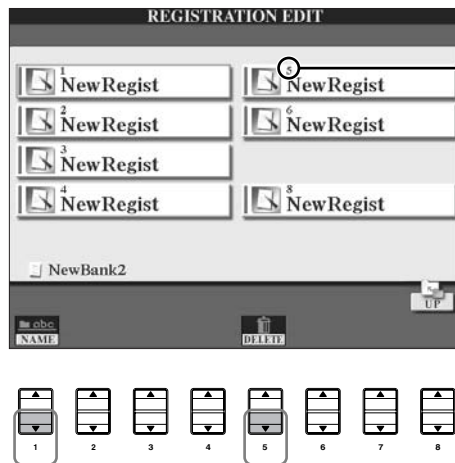 REGISTRATION EDIT
1
NewRegist
2
NewRegist
3
NewRegist
4
NewRegist
5
NewRegist
6
NewRegist
8
NewRegist
NewBank2
UP
abc
NAME
DELETE
1 2 3 4 5 6 7 8